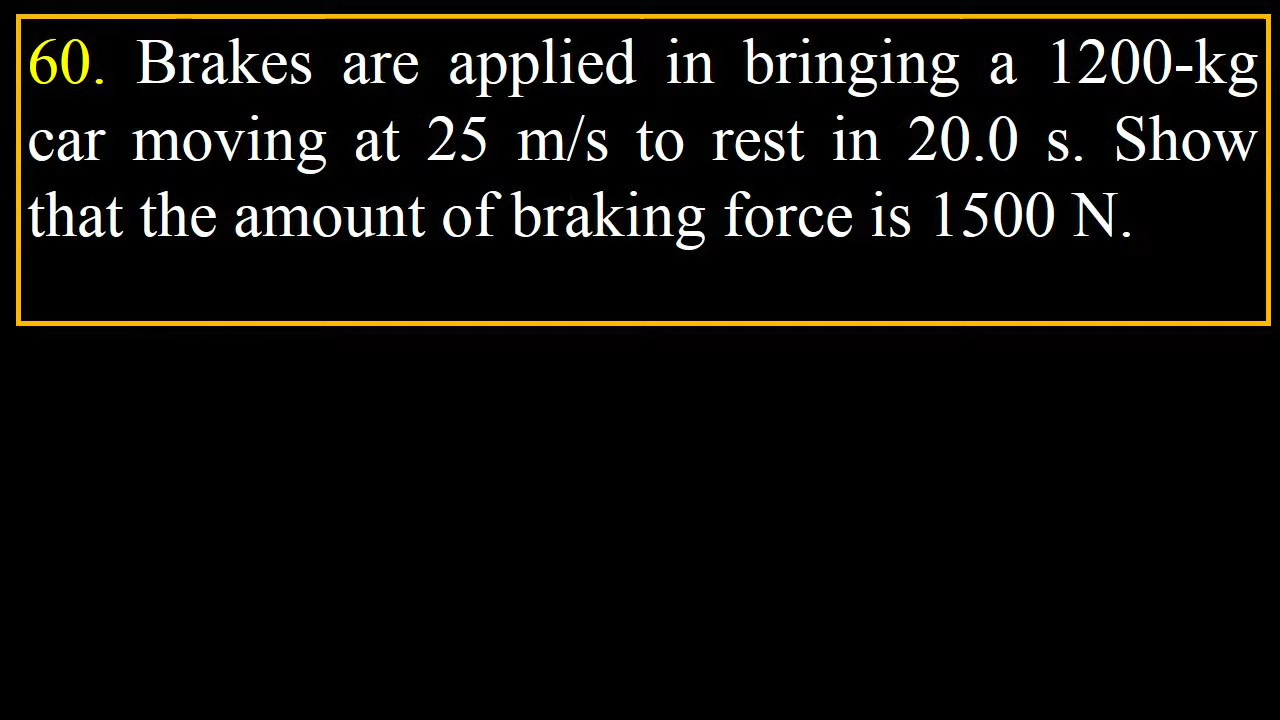 60. Brakes are applied in bringing a 1200-kg
car moving at 25 m/s to rest in 20.0 s. Show
that the amount of braking force is 1500 N.